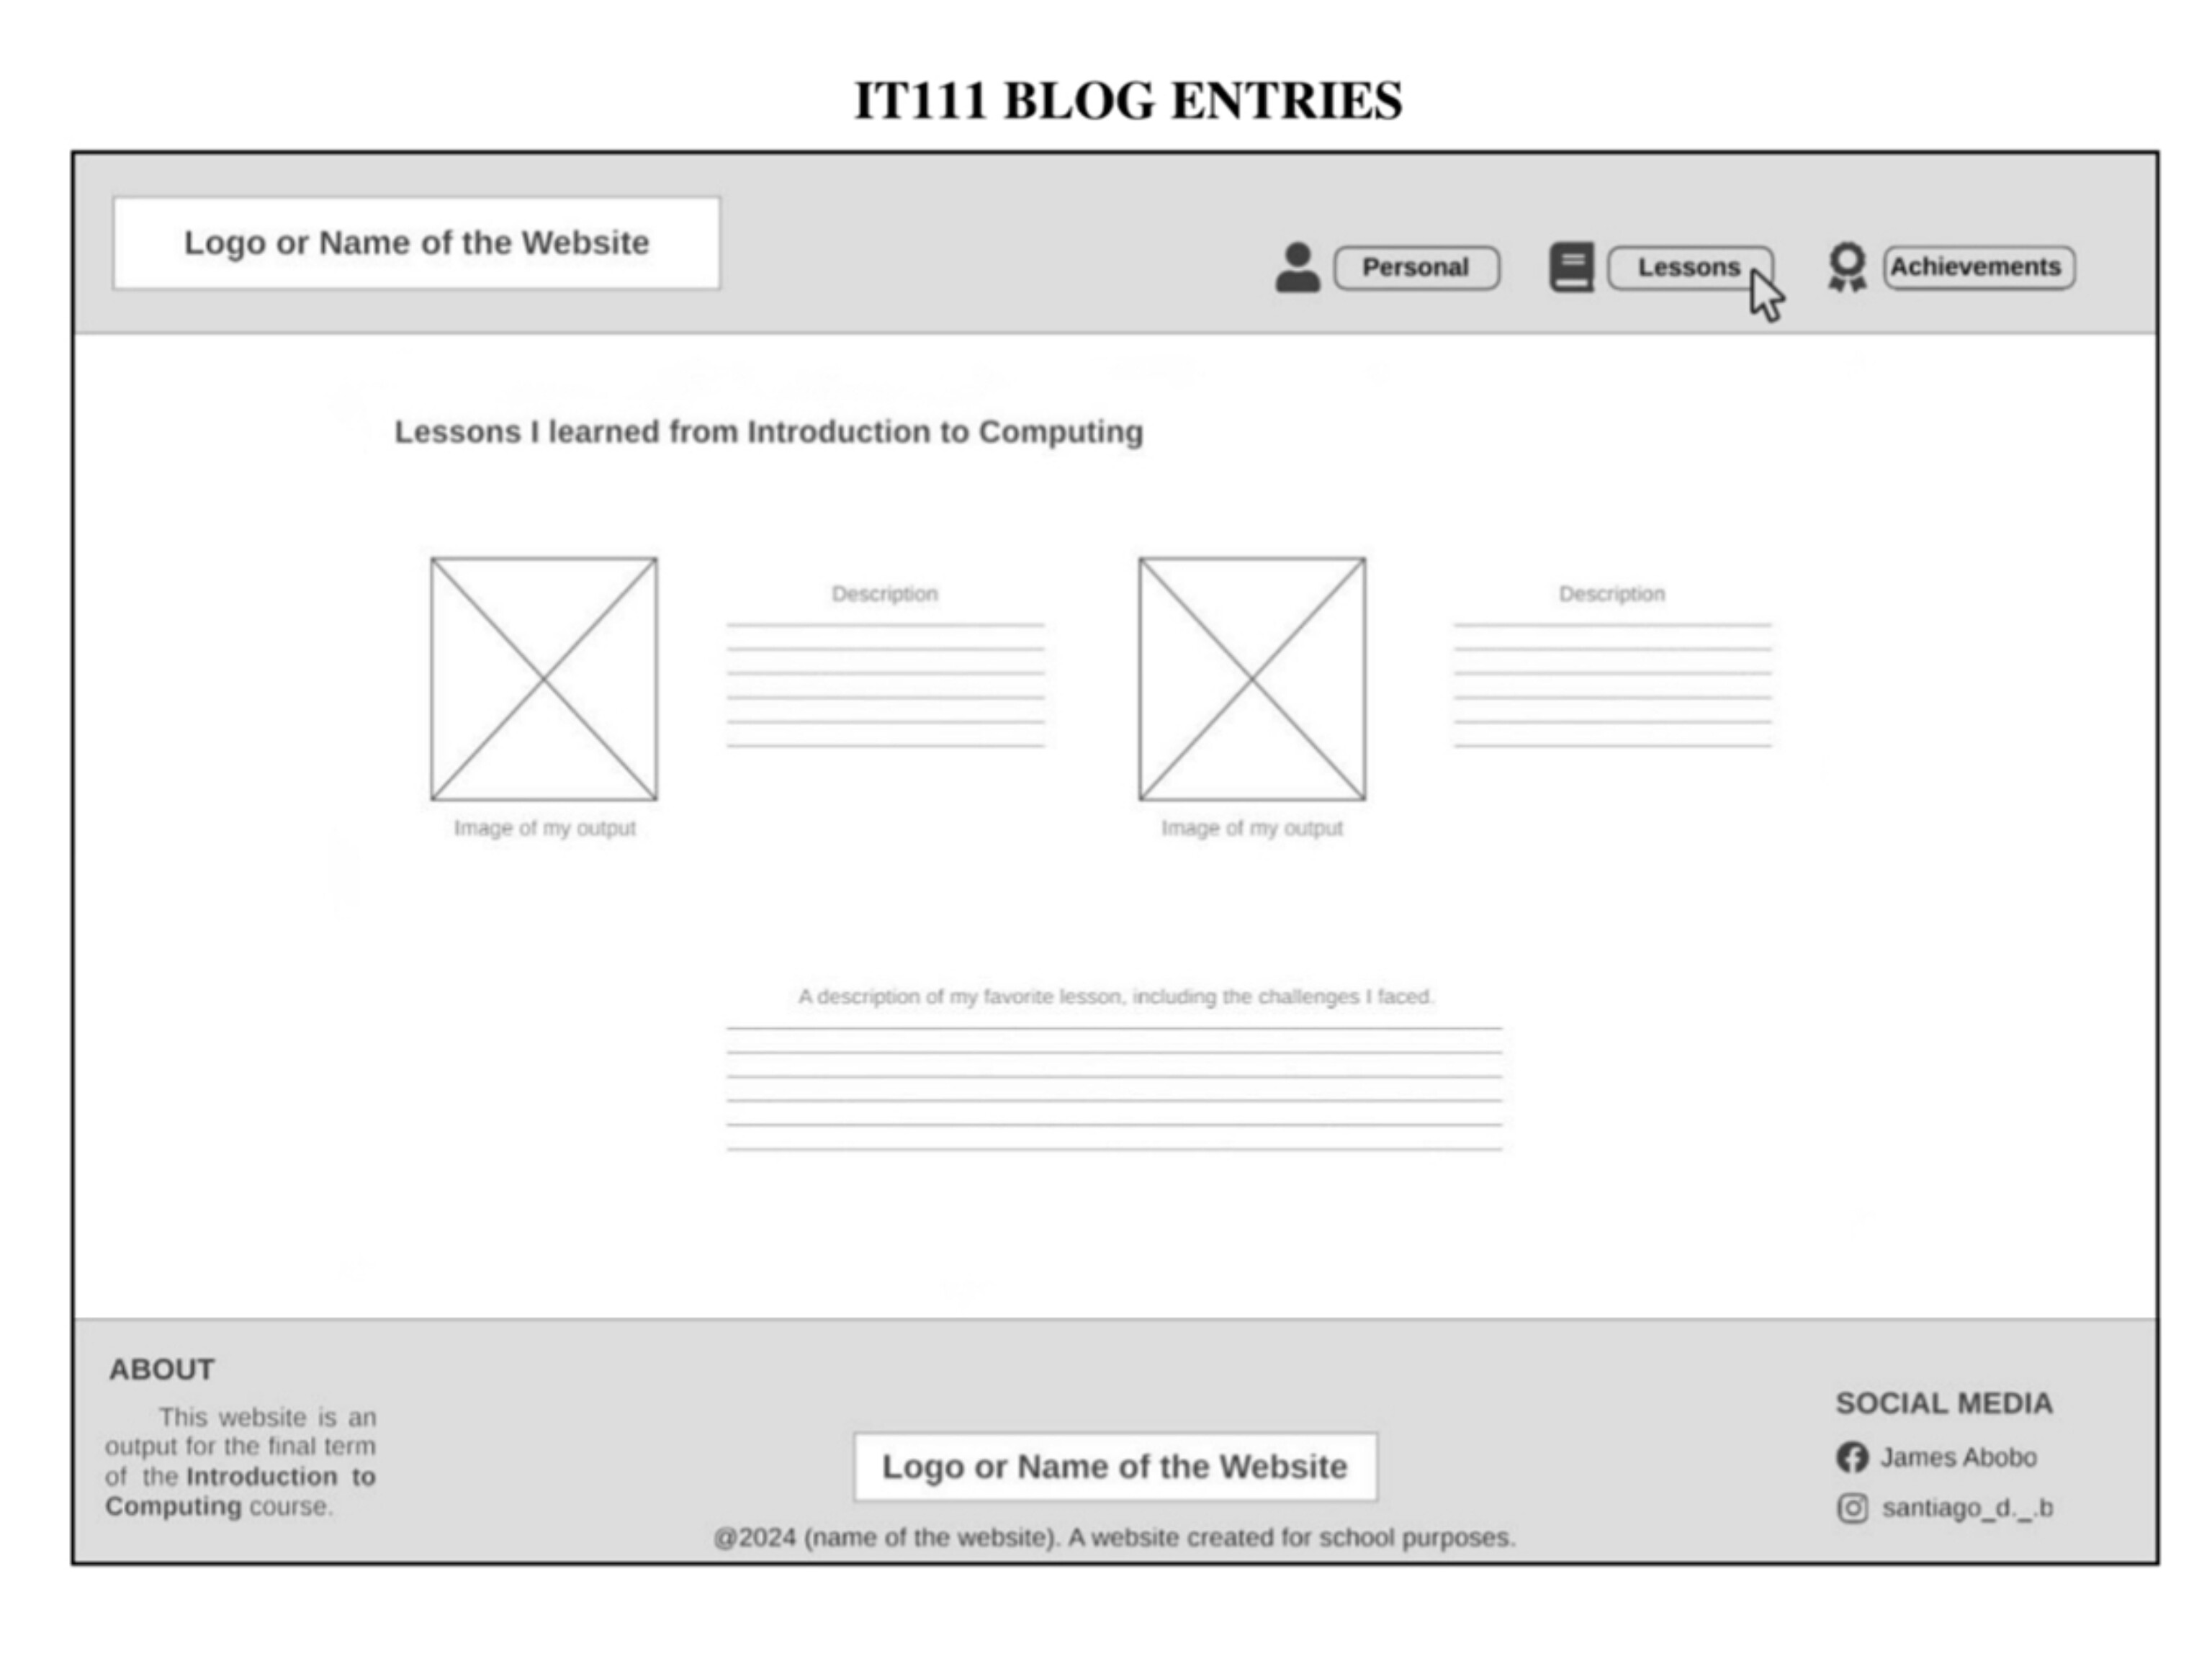 IT111 BLOG ENTRIES
Logo or Name of the Website
Personal
Lessons
Achievements
Lessons I learned from Introduction to Computing
Description
Image of my output
Description
Image of my output
A description of my favorite lesson, including the challenges I faced.
ABOUT
This website is an
output for the final term
of the Introduction to
Computing course.
Logo or Name of the Website
@2024 (name of the website). A website created for school purposes.
SOCIAL MEDIA
James Abobo
santiago_d._.b